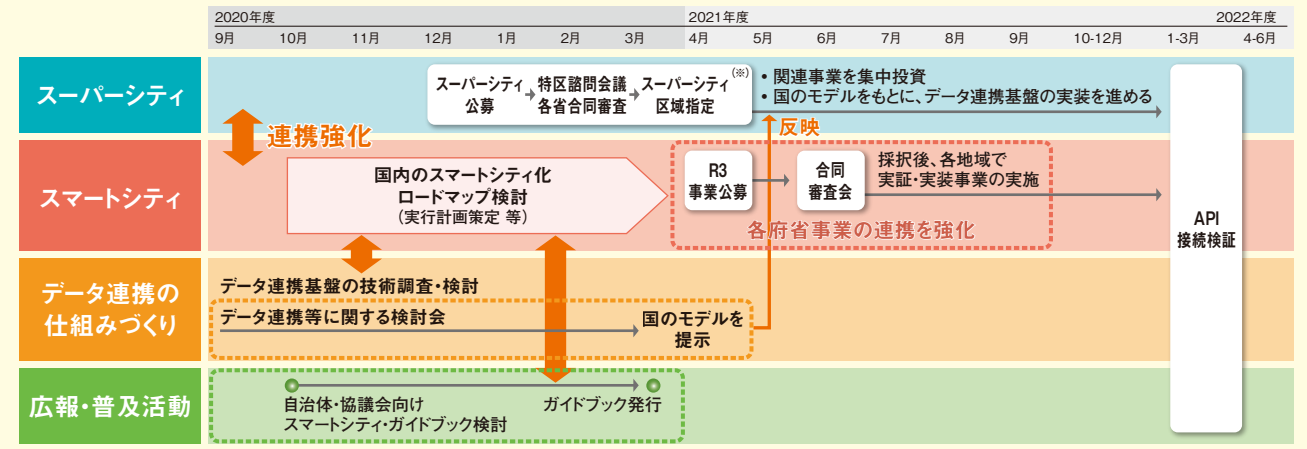 2020年度
2021年度
2022年度
9月
10月
11月
12月
1月
2月
3月
4月
5月
6月
7月
8月
9月
10-12月
1-3月
4-6月
スーパーシティ
スーパーシティ
公募
特区諮問会議
各省合同審査
スーパーシティ(※)
区域指定
・関連事業を集中投資
・国のモデルをもとに、データ連携基盤の実装を進める
連携強化
反映
スマートシティ
国内のスマートシティ化
ロードマップ検討
(実行計画策定 等)
R3
事業公募
合同
審査会
採択後、各地域で
実証・実装事業の実施
各府省事業の連携を強化
API
接続検証
データ連携の
仕組みづくり
データ連携基盤の技術調査・検討
データ連携等に関する検討会
国のモデルを
提示
広報・普及活動
自治体・協議会向け
スマートシティ・ガイドブック検討
ガイドブック発行